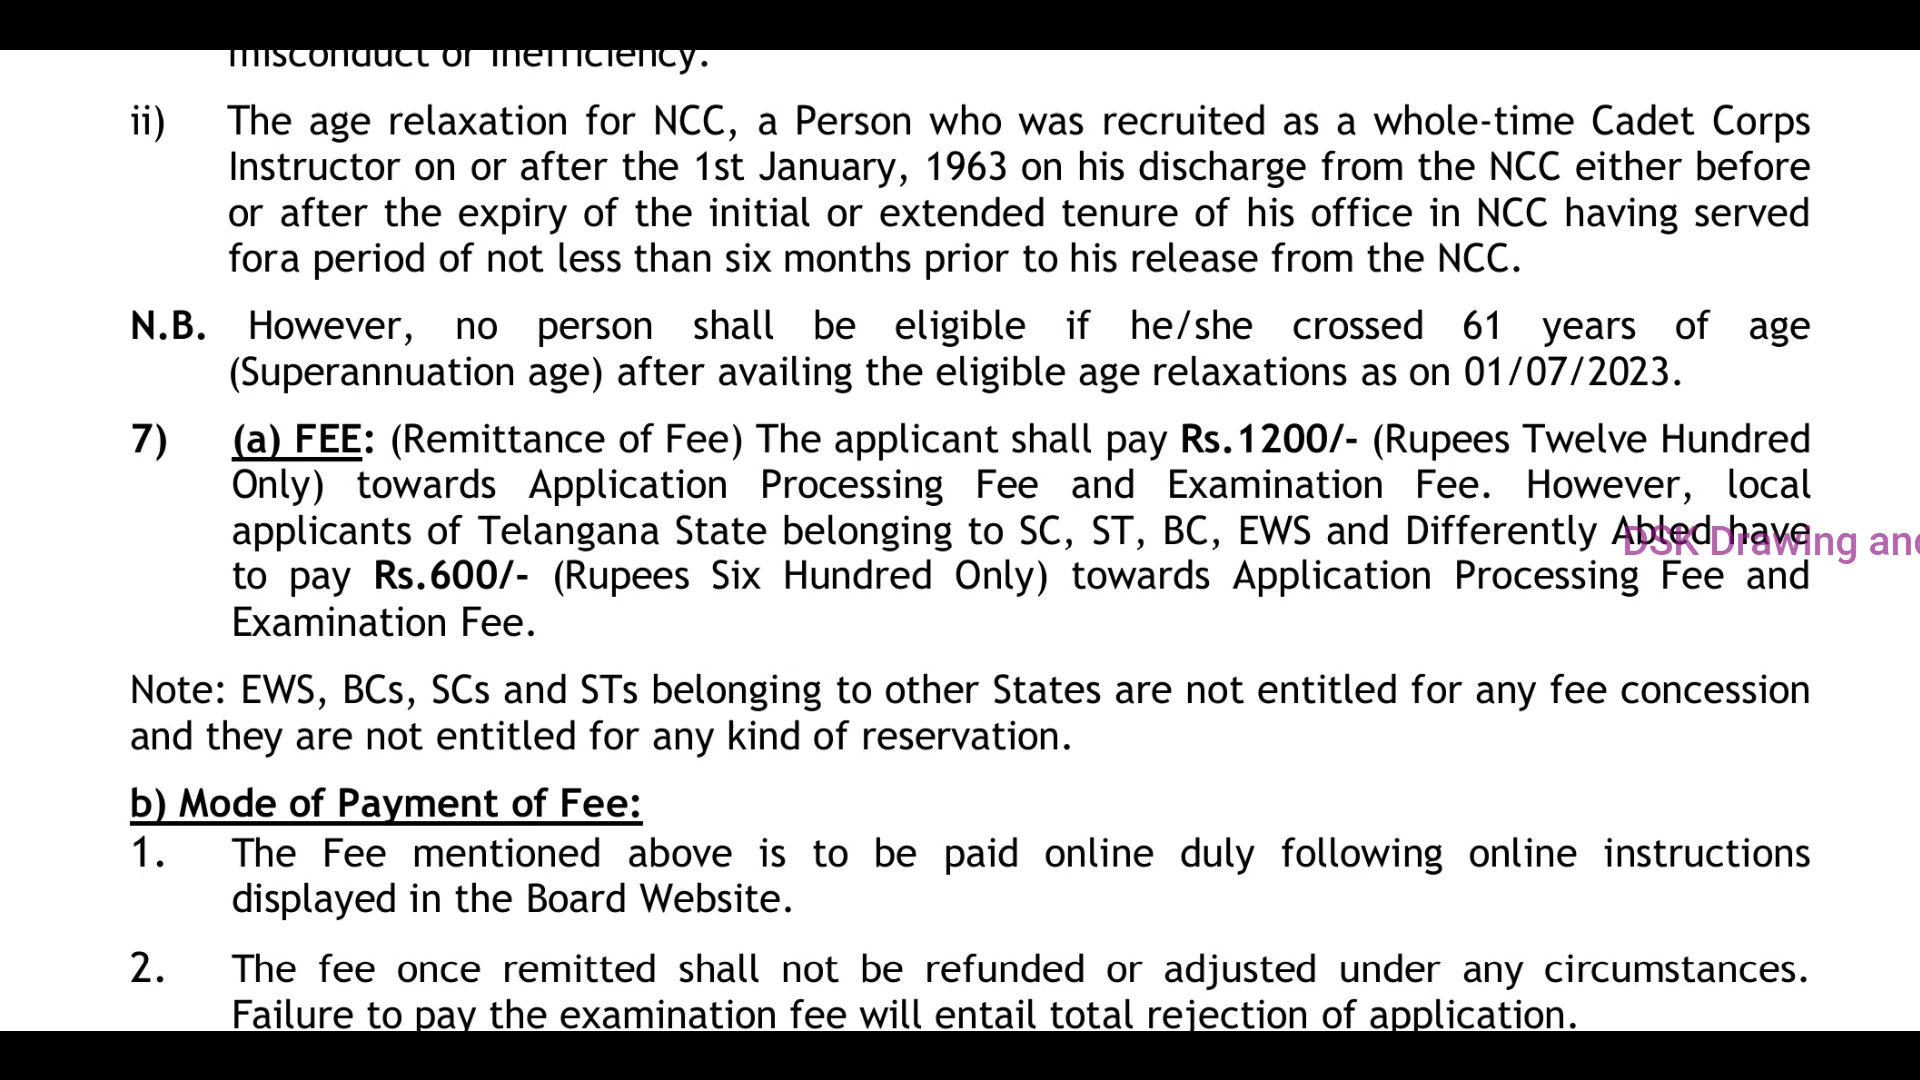 misconduct or inefficiency.
ii) The age relaxation for NCC, a Person who was recruited as a whole-time Cadet Corps
Instructor on or after the 1st January, 1963 on his discharge from the NCC either before
or after the expiry of the initial or extended tenure of his office in NCC having served
fora period of not less than six months prior to his release from the NCC.
N.B. However, no person shall be eligible if he/she crossed 61 years of age
(Superannuation age) after availing the eligible age relaxations as on 01/07/2023.
7) (a) FEE: (Remittance of Fee) The applicant shall pay Rs.1200/- (Rupees Twelve Hundred
Only) towards Application Processing Fee and Examination Fee. However, local
applicants of Telangana State belonging to SC, ST, BC, EWS and Differently Abled have
DSK Drawing and
to pay Rs.600/- (Rupees Six Hundred Only) towards Application Processing Fee and
Examination Fee.
Note: EWS, BCs, SCs and STs belonging to other States are not entitled for any fee concession
and they are not entitled for any kind of reservation.
b) Mode of Payment of Fee:
1. The Fee mentioned above is to be paid online duly following online instructions
displayed in the Board Website.
2. The fee once remitted shall not be refunded or adjusted under any circumstances.
Failure to pay the examination fee will entail total rejection of application.